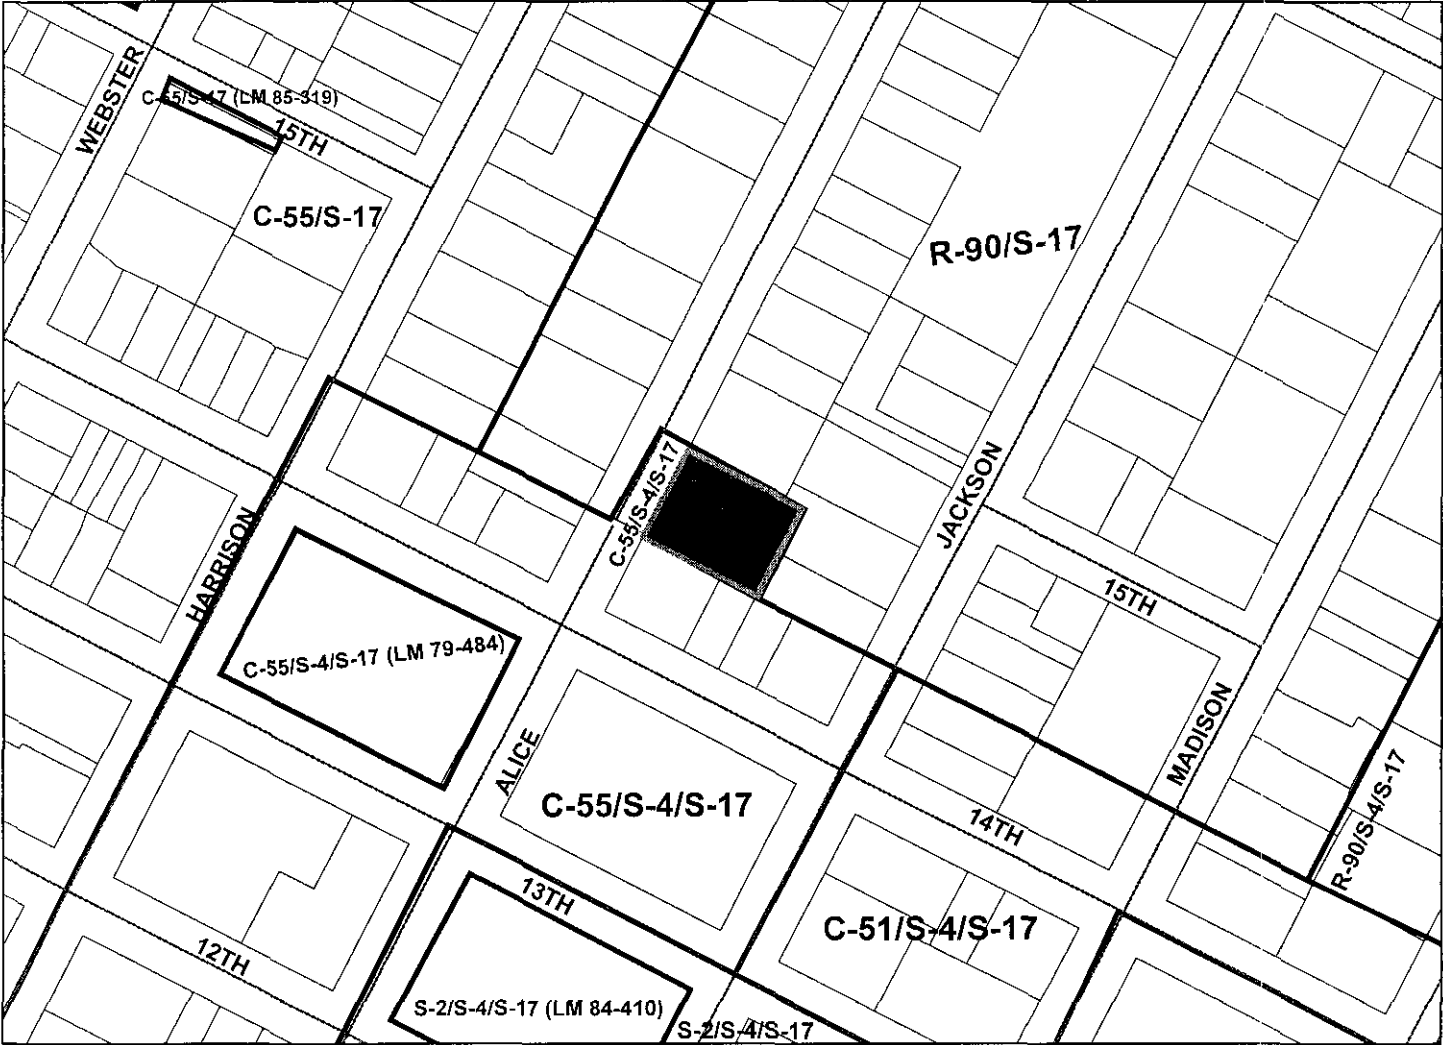 WEBSTER
C-55/S-17 (LM 85-319)
15TH
C-55/S-17
R-90/S-17
C-55/S-4/S-17
JACKSON
HARRISON
15TH
C-55/S-4/S-17 (LM 79-484)
MADISON
ALICE
C-55/S-4/S-17
R-90/S-4/S-17
14TH
13TH
C-51/S-4/S-17
12TH
S-2/S-4/S-17 (LM 84-410)
S-2/S-4/S-17